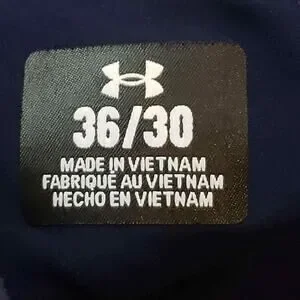 36/30
MADE IN VIETNAM
FABRIQUÉ AU VIETNAM
HECHO EN VIETNAM